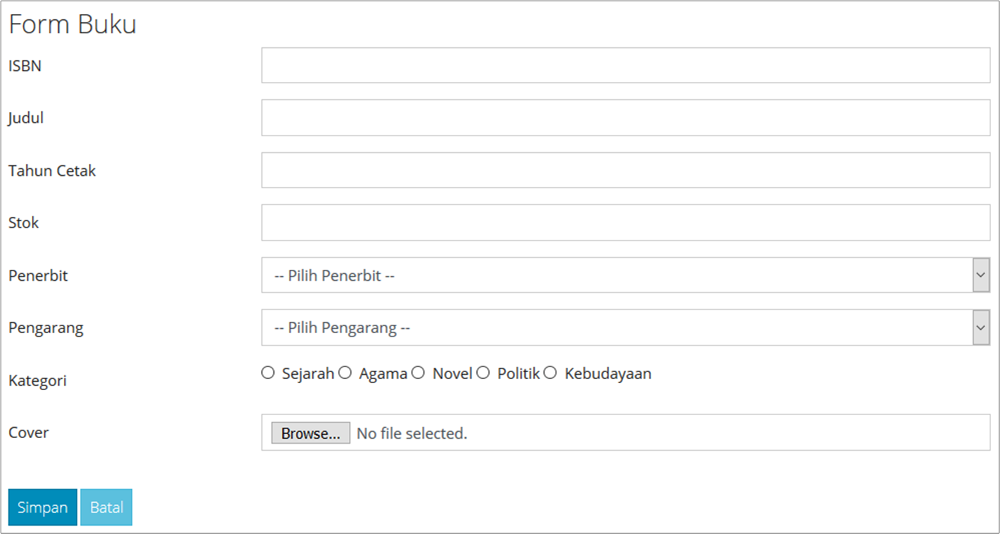 Form Buku
ISBN
Judul
Tahun Cetak
Stok
Penerbit -- Pilih Penerbit --
Pengarang -- Pilih Pengarang --
Kategori Sejarah Agama Novel Politik Kebudayaan
Cover Browse... No file selected.
Simpan Batal